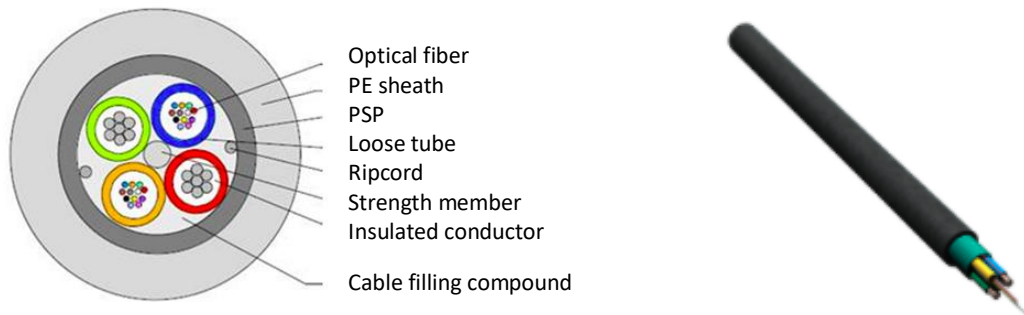 Optical fiber
PE sheath
PSP
Loose tube
Ripcord
Strength member
Insulated conductor
Cable filling compound